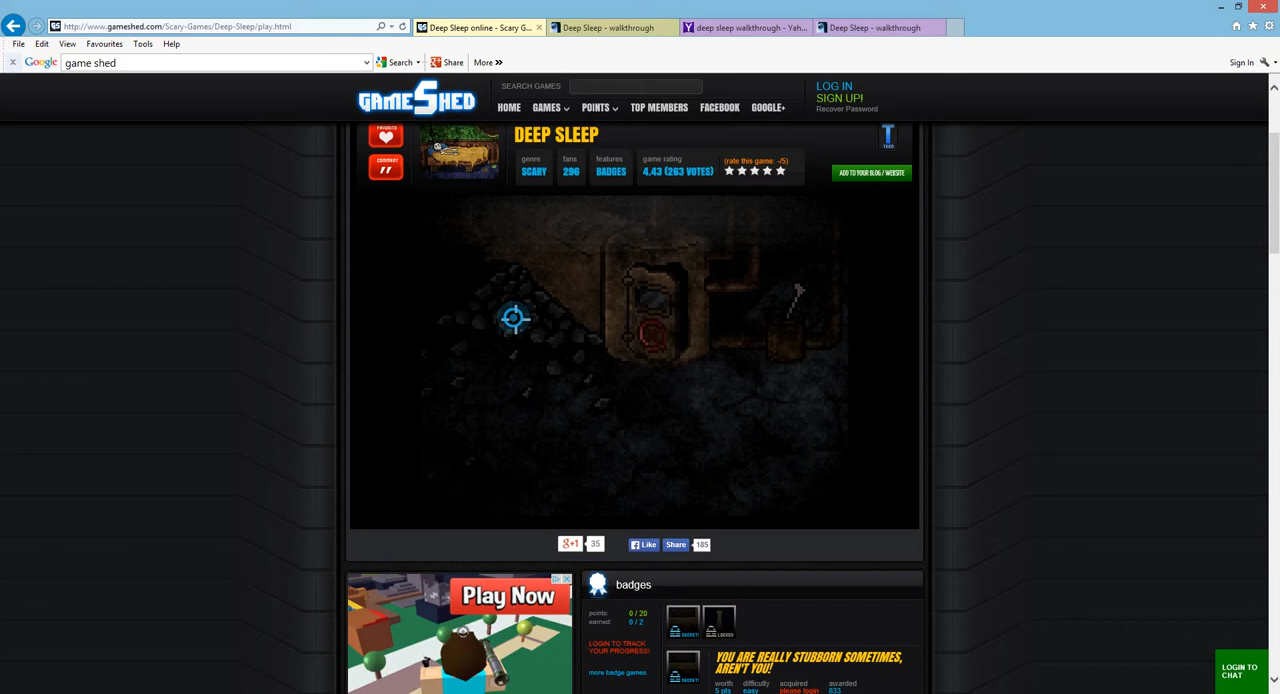 http://www.gameshed.com/Scary-Games/Deep-Sleep/play.html
Deep Sleep online - Scary G...
Deep Sleep - walkthrough
deep sleep walkthrough - Yah...
Deep Sleep - walkthrough
File Edit View Favourites Tools Help
Google game shed Search Share More »
Sign In
GAMESHED
SEARCH GAMES
LOG IN
SIGN UP!
Recover Password
HOME GAMES POINTS TOP MEMBERS FACEBOOK GOOGLE+
FAVORITE
COMMENT
DEEP SLEEP
T
TEEN
genre fans features game rating (rate this game: -/5)
SCARY 296 BADGES 4.43 (263 VOTES)
ADD TO YOUR BLOG / WEBSITE
g+1 35 Like Share 185
Play Now
badges
points: 0 / 20
earned: 0 / 2
SECRET!
LOCKED
LOGIN TO TRACK
YOUR PROGRESS!
more badge games
SECRET!
YOU ARE REALLY STUBBORN SOMETIMES,
AREN'T YOU!
worth difficulty acquired awarded
5 pts easy please login 833
LOGIN TO
CHAT